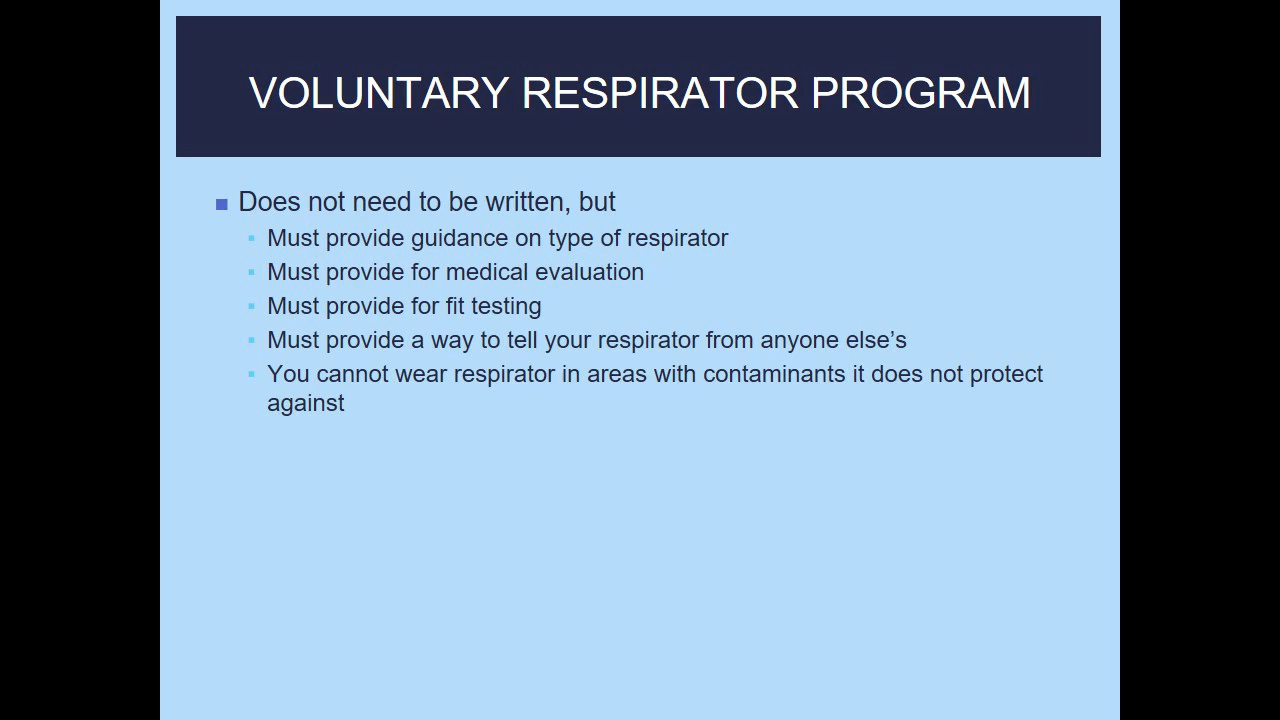 VOLUNTARY RESPIRATOR PROGRAM
Does not need to be written, but
Must provide guidance on type of respirator
Must provide for medical evaluation
Must provide for fit testing
Must provide a way to tell your respirator from anyone else’s
You cannot wear respirator in areas with contaminants it does not protect
against